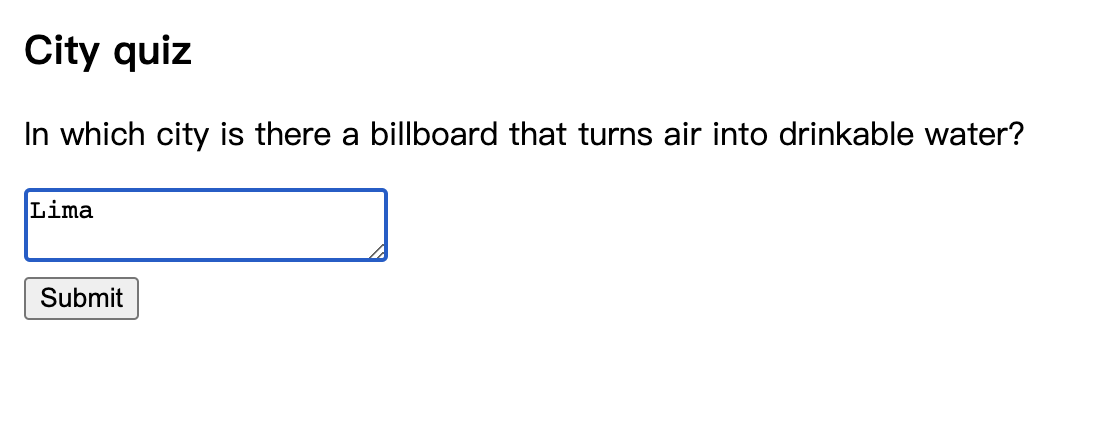 City quiz
In which city is there a billboard that turns air into drinkable water?
Lima
Submit